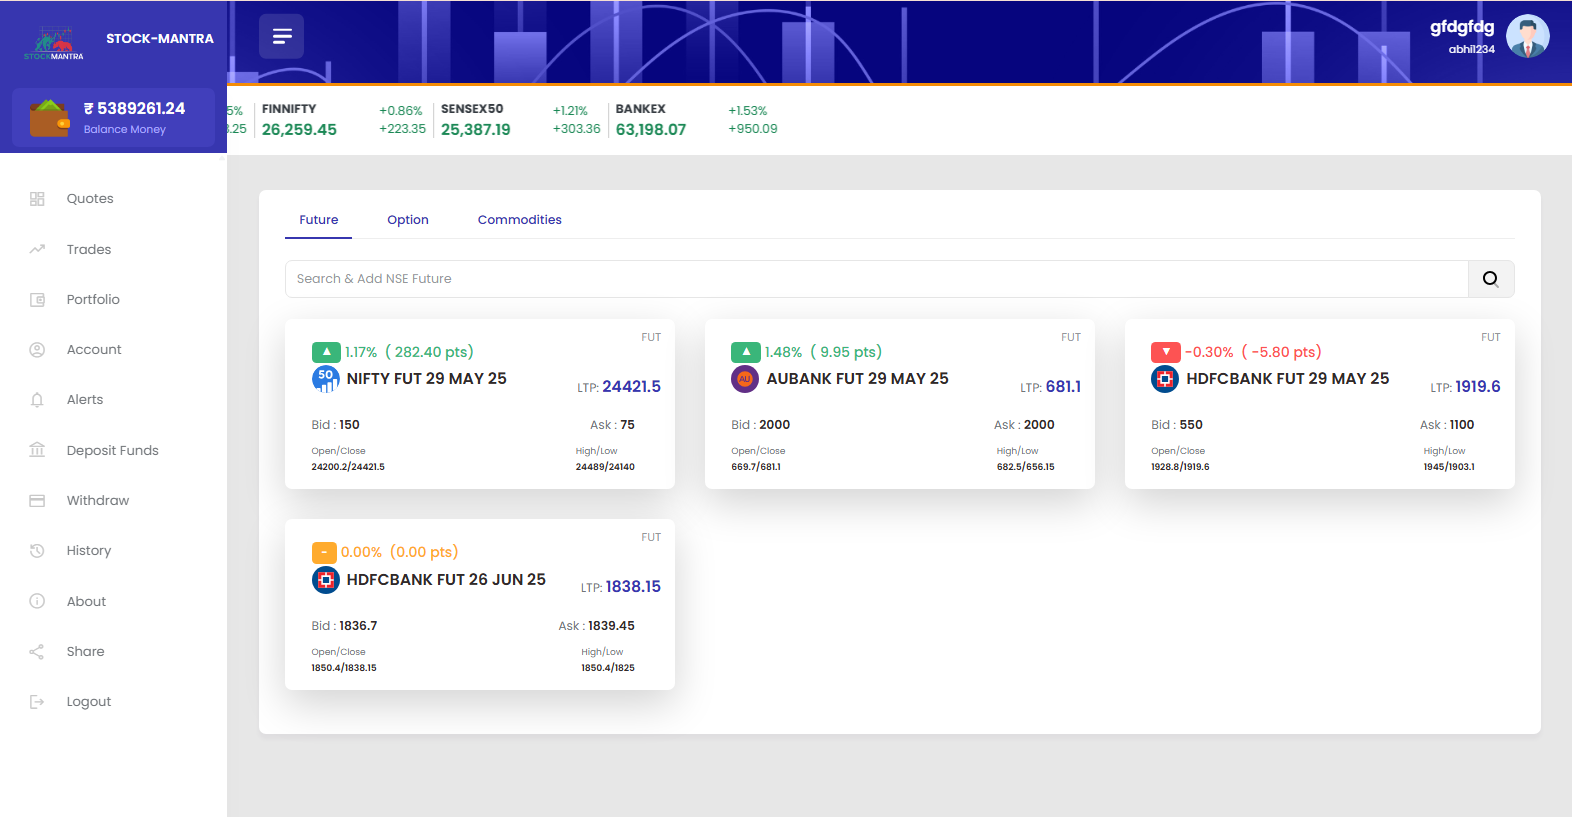 STOCKMANTRA
STOCK-MANTRA
gfdgfdg
abhi1234
₹ 5389261.24
Balance Money
5%
3.25
FINNIFTY
26,259.45
+0.86%
+223.35
SENSEX50
25,387.19
+1.21%
+303.36
BANKEX
63,198.07
+1.53%
+950.09
Quotes
Trades
Portfolio
Account
Alerts
Deposit Funds
Withdraw
History
About
Share
Logout
Future
Option
Commodities
Search & Add NSE Future
FUT
1.17% ( 282.40 pts)
50
NIFTY FUT 29 MAY 25
LTP: 24421.5
Bid : 150
Ask : 75
Open/Close
High/Low
24200.2/24421.5
24489/24140
FUT
1.48% ( 9.95 pts)
AU
AUBANK FUT 29 MAY 25
LTP: 681.1
Bid : 2000
Ask : 2000
Open/Close
High/Low
669.7/681.1
682.5/656.15
FUT
-0.30% ( -5.80 pts)
HDFCBANK FUT 29 MAY 25
LTP: 1919.6
Bid : 550
Ask : 1100
Open/Close
High/Low
1928.8/1919.6
1945/1903.1
FUT
- 0.00% (0.00 pts)
HDFCBANK FUT 26 JUN 25
LTP: 1838.15
Bid : 1836.7
Ask : 1839.45
Open/Close
High/Low
1850.4/1838.15
1850.4/1825